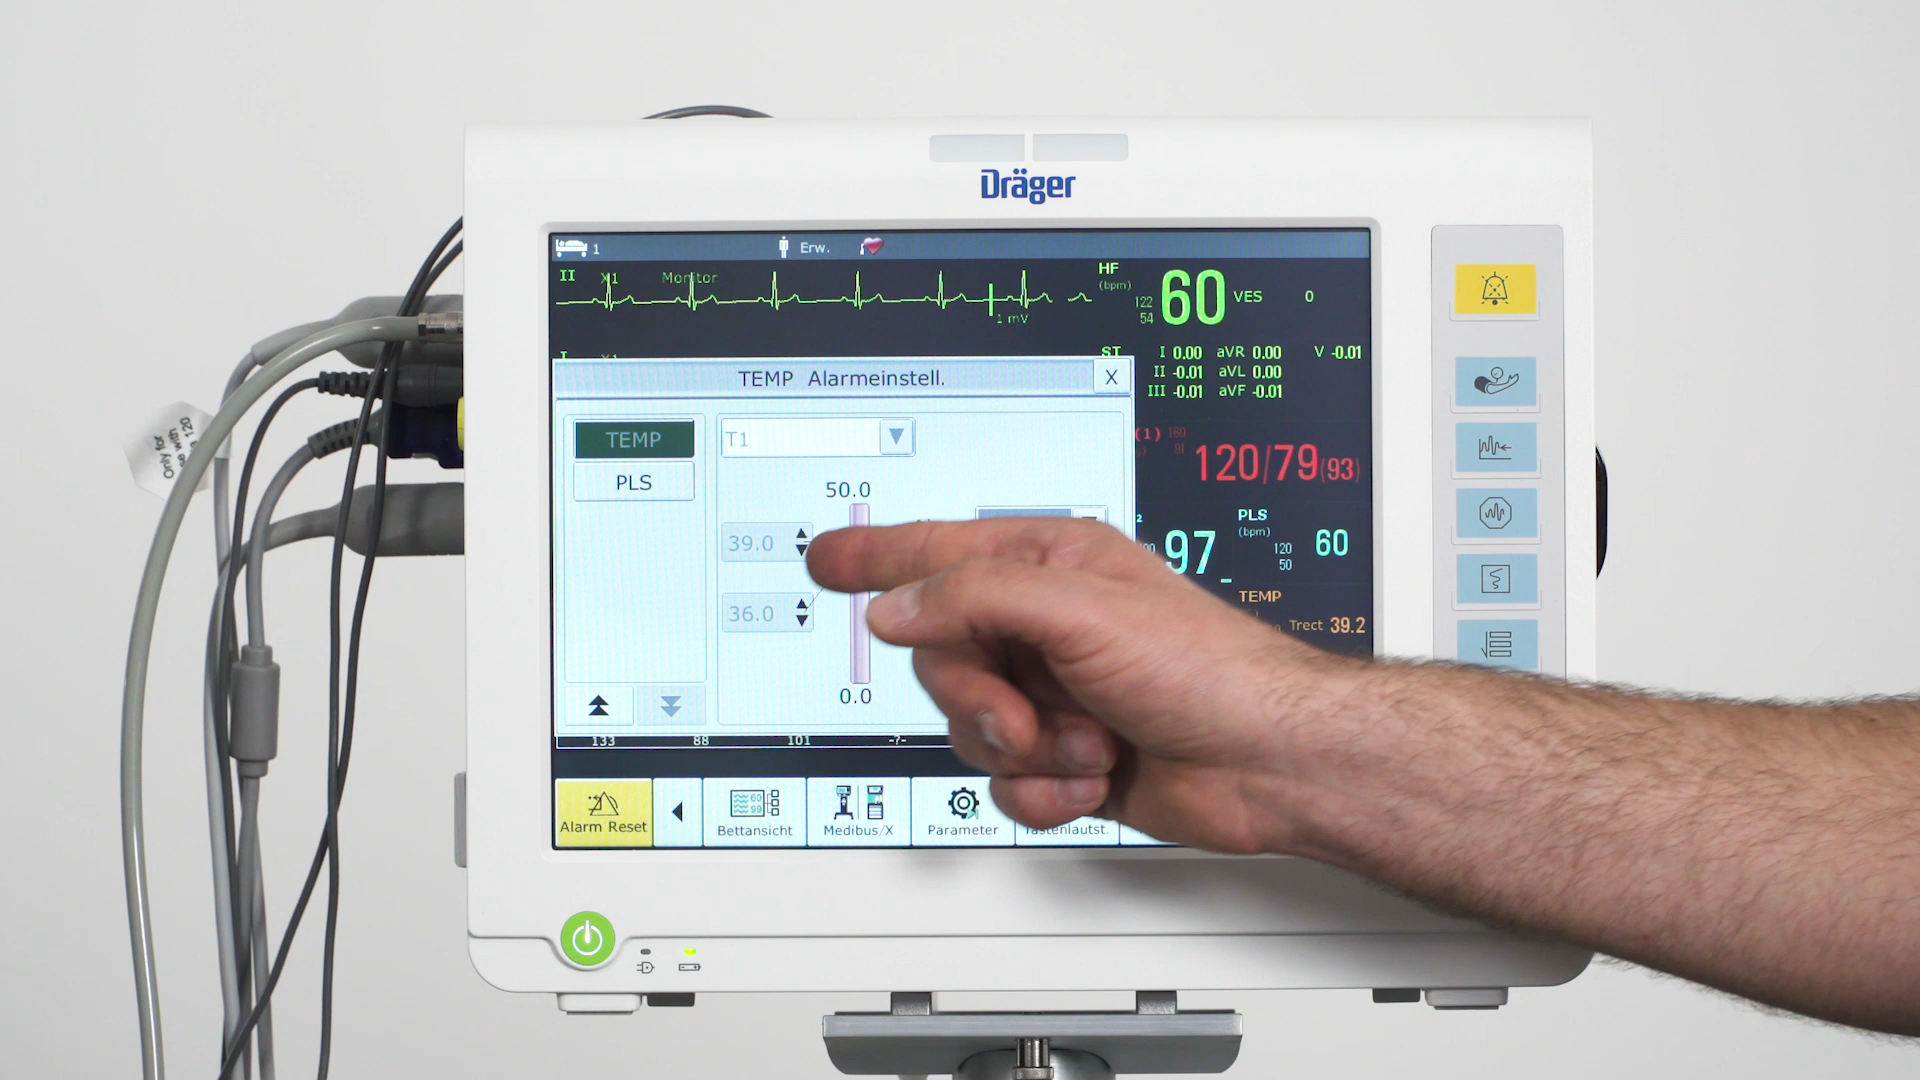 Dräger
1 Erw.
II X1 Monitor
1 mV
HF
(bpm)
122
54
60
VES 0
ST I 0.00 aVR 0.00 V -0.01
II -0.01 aVL 0.00
III -0.01 aVF -0.01
I X1
TEMP Alarmeinstell. X
TEMP
PLS
T1
50.0
39.0
36.0
0.0
(1) 160
91
120/79(93)
97
PLS
(bpm)
120
50
60
TEMP
Trect 39.2
133 88 101 -?-
Alarm Reset
Bettansicht
Medibus/X
Parameter
Tastenlautst.
Only for
120